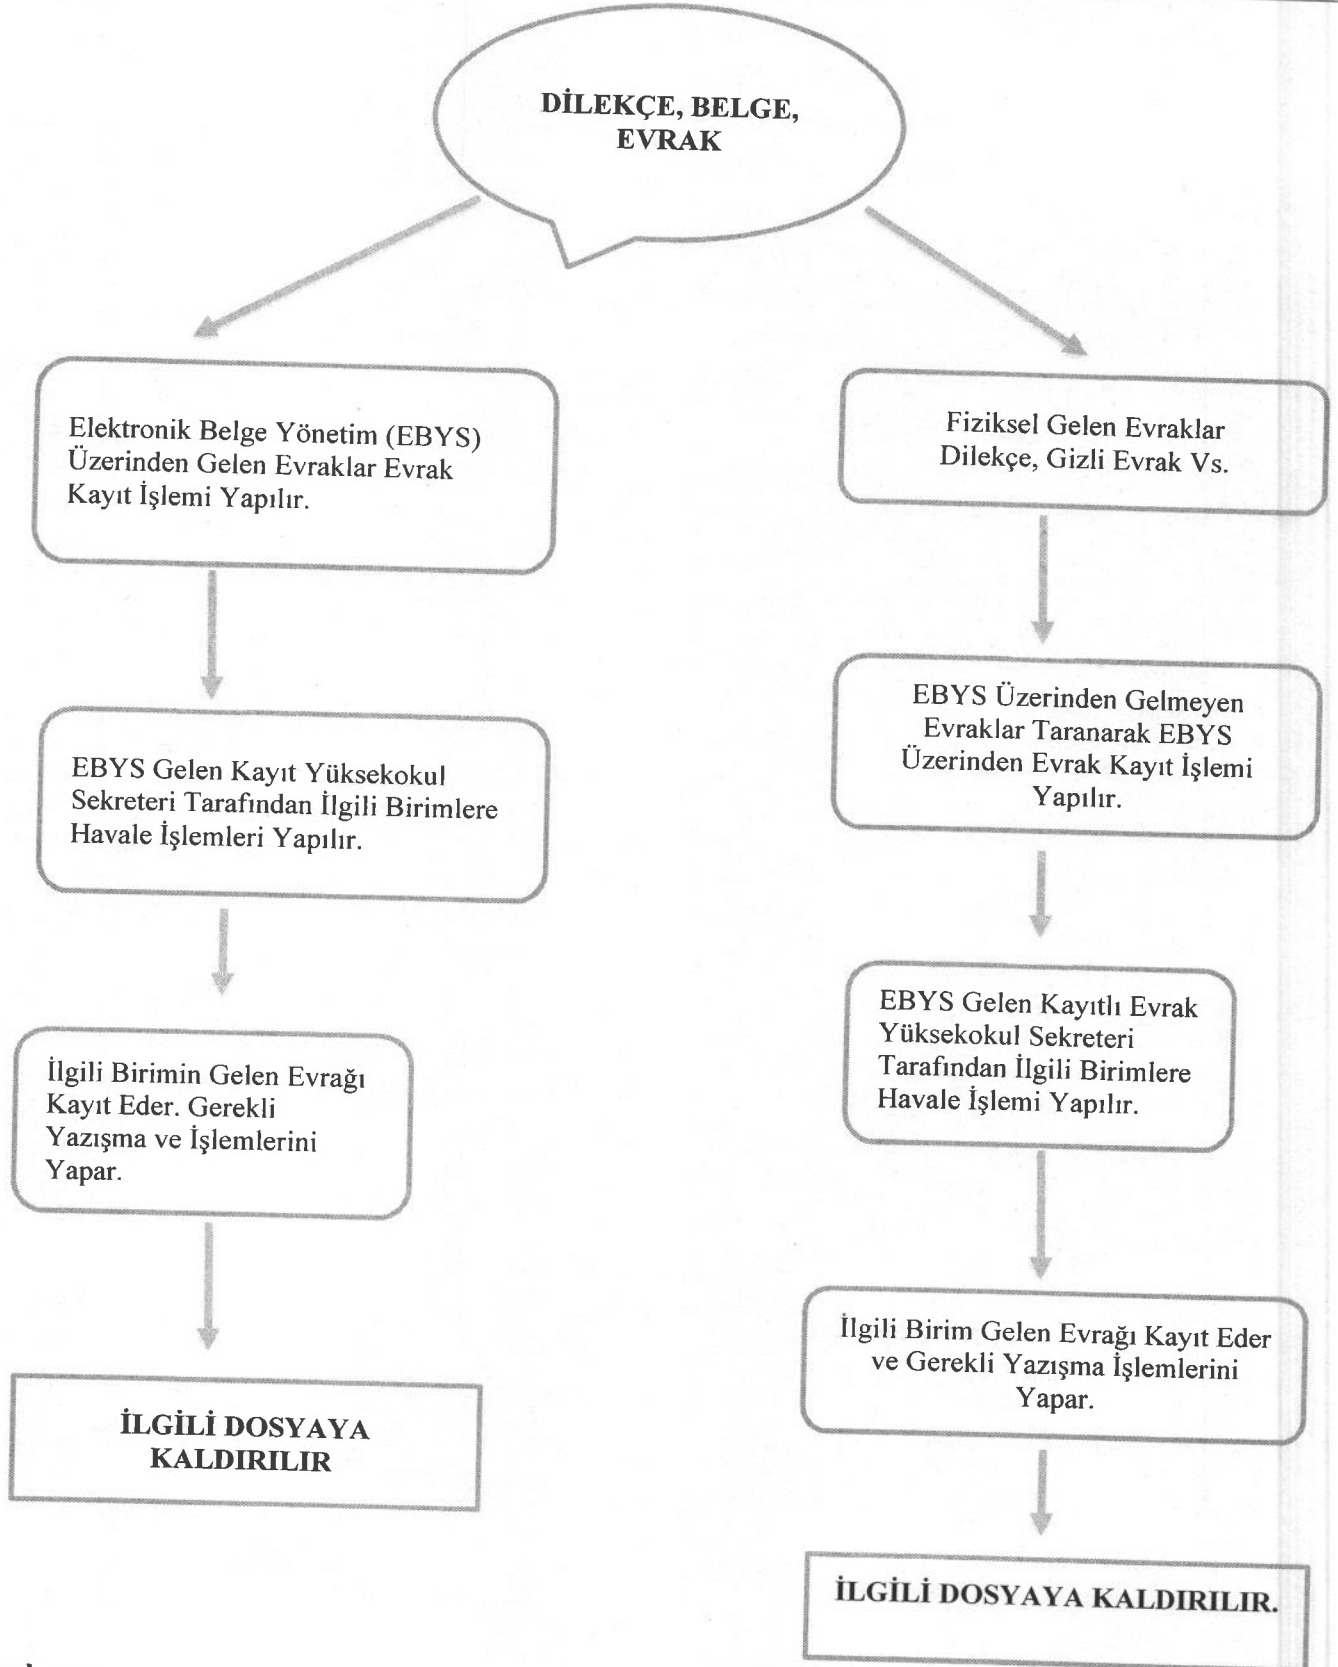 DİLEKÇE, BELGE,
EVRAK
Elektronik Belge Yönetim (EBYS)
Üzerinden Gelen Evraklar Evrak
Kayıt İşlemi Yapılır.
EBYS Gelen Kayıt Yüksekokul
Sekreteri Tarafından İlgili Birimlere
Havale İşlemleri Yapılır.
İlgili Birimin Gelen Evrağı
Kayıt Eder. Gerekli
Yazışma ve İşlemlerini
Yapar.
İLGİLİ DOSYAYA
KALDIRILIR
Fiziksel Gelen Evraklar
Dilekçe, Gizli Evrak Vs.
EBYS Üzerinden Gelmeyen
Evraklar Taranarak EBYS
Üzerinden Evrak Kayıt İşlemi
Yapılır.
EBYS Gelen Kayıtlı Evrak
Yüksekokul Sekreteri
Tarafından İlgili Birimlere
Havale İşlemi Yapılır.
İlgili Birim Gelen Evrağı Kayıt Eder
ve Gerekli Yazışma İşlemlerini
Yapar.
İLGİLİ DOSYAYA KALDIRILIR.